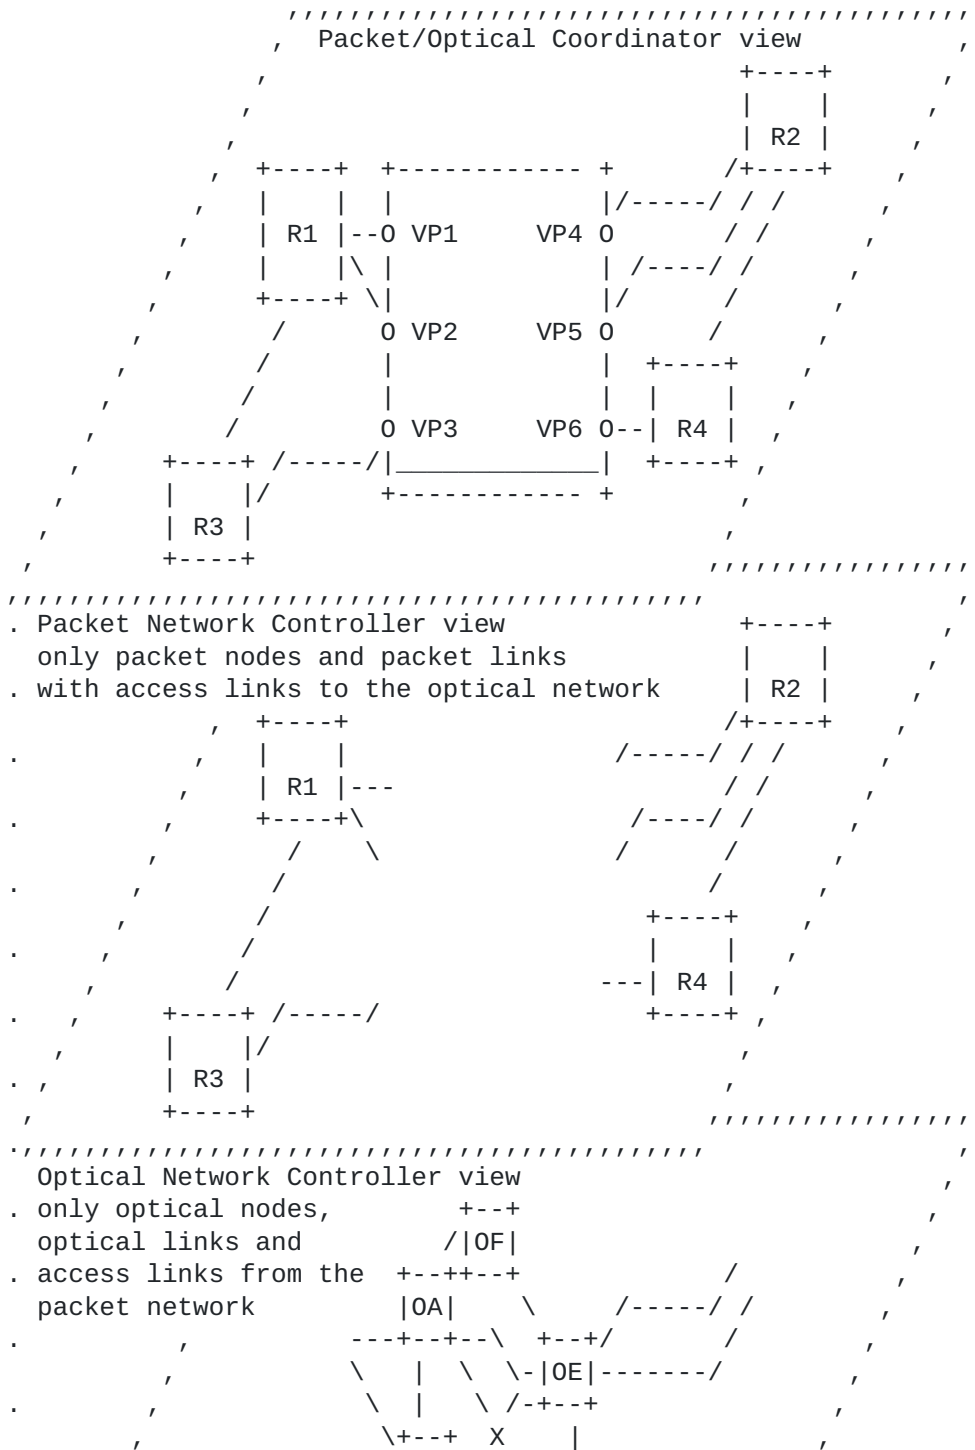 Packet/Optical Coordinator view
R2
R1 VP1 VP4
VP2 VP5
VP3 VP6 R4
R3
Packet Network Controller view
only packet nodes and packet links
with access links to the optical network R2
R1
R4
R3
Optical Network Controller view
only optical nodes,
optical links and OF
access links from the
packet network OA
OE
X